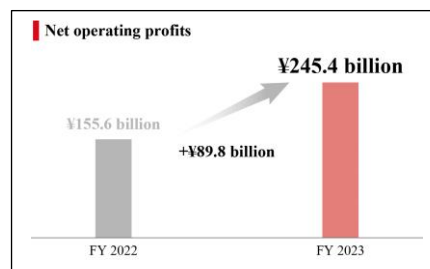 Net operating profits
¥245.4 billion
¥155.6 billion
+¥89.8 billion
FY 2022
FY 2023